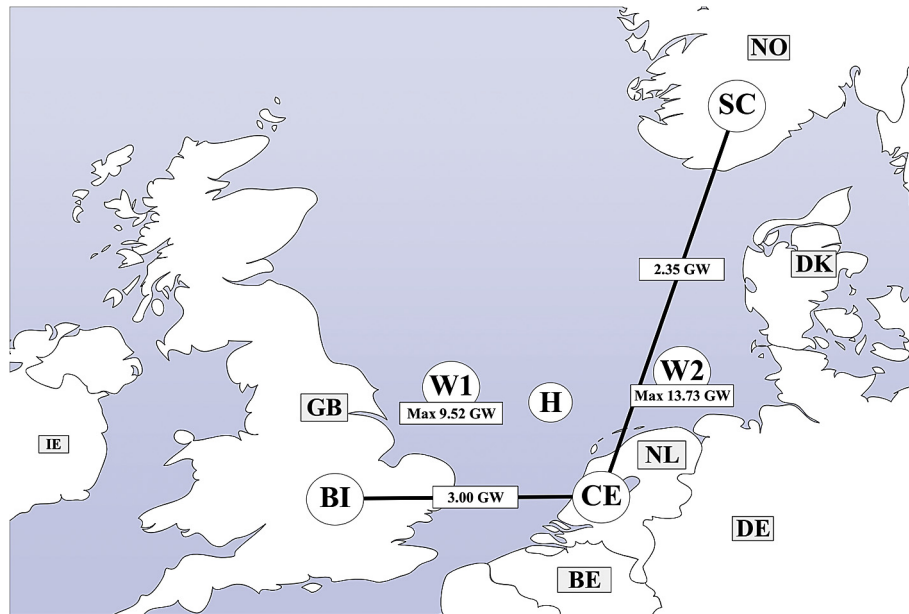 NO
SC
2.35 GW
DK
W1
Max 9.52 GW
H
W2
Max 13.73 GW
GB
IE
NL
BI
3.00 GW
CE
DE
BE